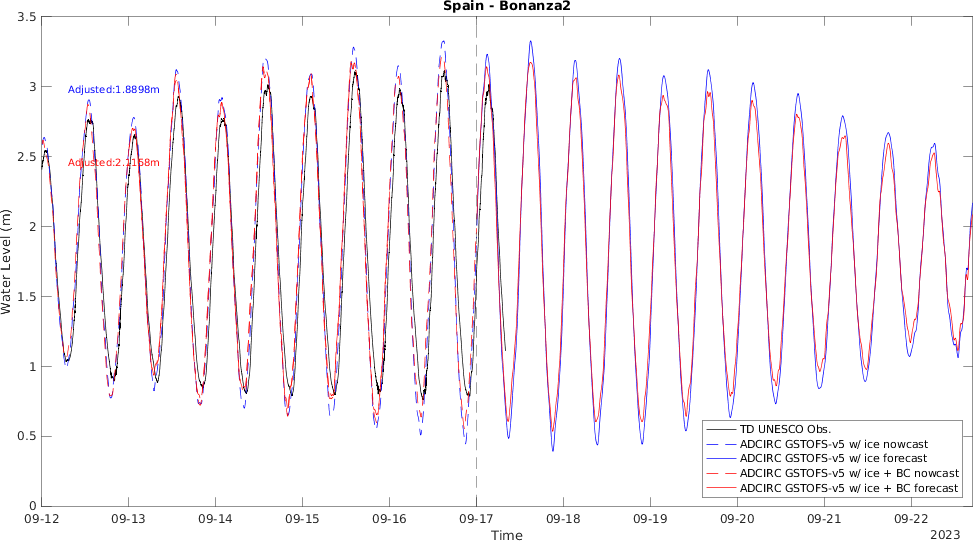 Spain - Bonanza2
3.5
3
2.5
2
1.5
1
0.5
0
Water Level (m)
Adjusted:1.8898m
Adjusted:2.1158m
TD UNESCO Obs.
ADCIRC GSTOFS-v5 w/ ice nowcast
ADCIRC GSTOFS-v5 w/ ice forecast
ADCIRC GSTOFS-v5 w/ ice + BC nowcast
ADCIRC GSTOFS-v5 w/ ice + BC forecast
09-12 09-13 09-14 09-15 09-16 09-17 09-18 09-19 09-20 09-21 09-22
Time
2023